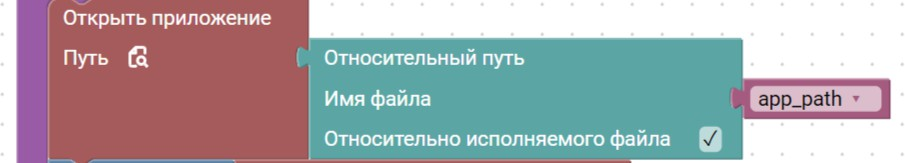 Открыть приложение
Путь
Относительный путь
Имя файла
app_path
Относительно исполняемого файла